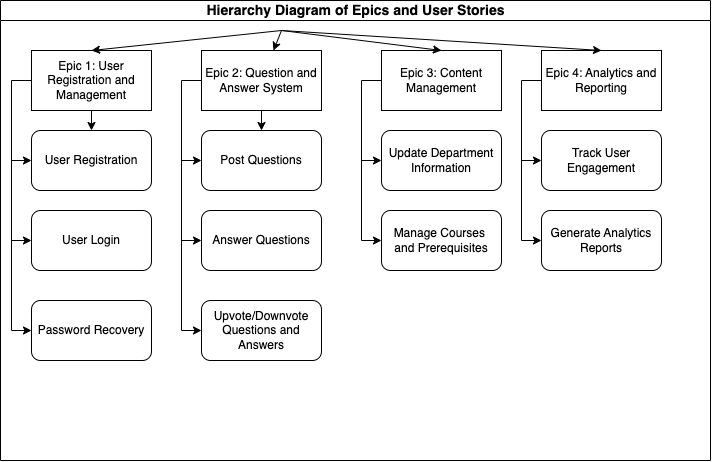 Hierarchy Diagram of Epics and User Stories
Epic 1: User
Registration and
Management
Epic 2: Question and
Answer System
Epic 3: Content
Management
Epic 4: Analytics and
Reporting
User Registration
Post Questions
Update Department
Information
Track User
Engagement
User Login
Answer Questions
Manage Courses
and Prerequisites
Generate Analytics
Reports
Password Recovery
Upvote/Downvote
Questions and
Answers